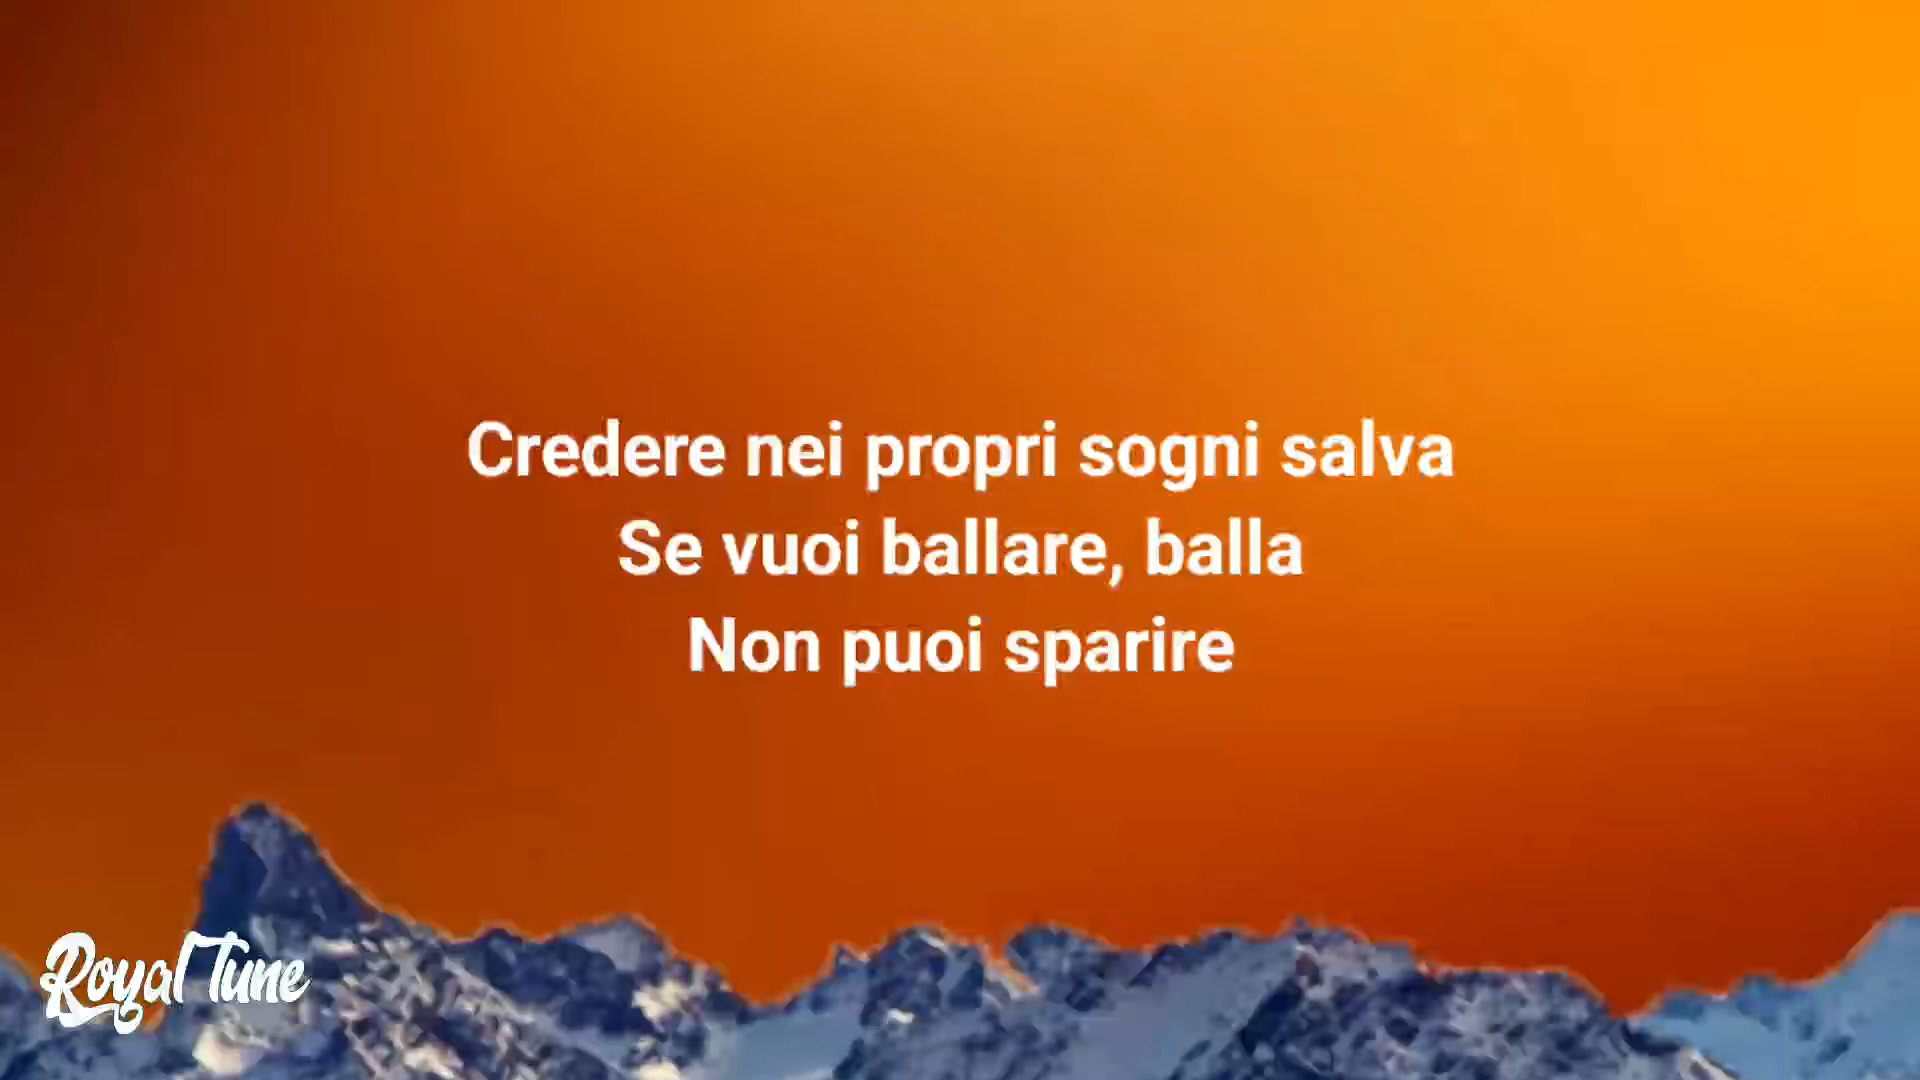 Credere nei propri sogni salva
Se vuoi ballare, balla
Non puoi sparire
Royal Tune